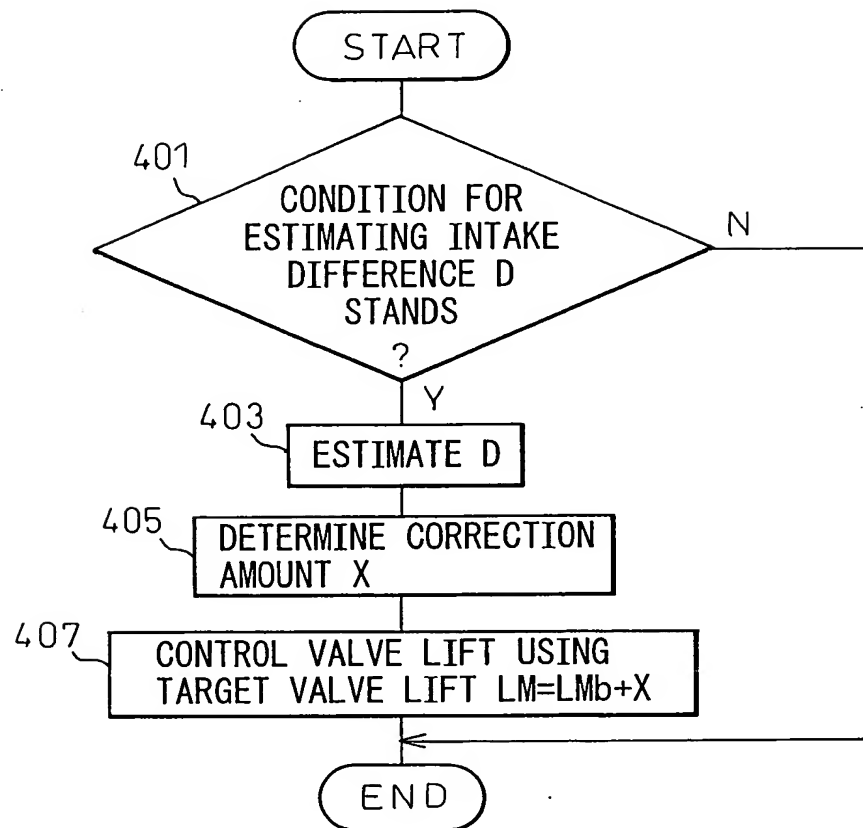 START
401
CONDITION FOR
ESTIMATING INTAKE
DIFFERENCE D
STANDS
?
N
Y
403
ESTIMATE D
405
DETERMINE CORRECTION
AMOUNT X
407
CONTROL VALVE LIFT USING
TARGET VALVE LIFT LM=LMb+X
END